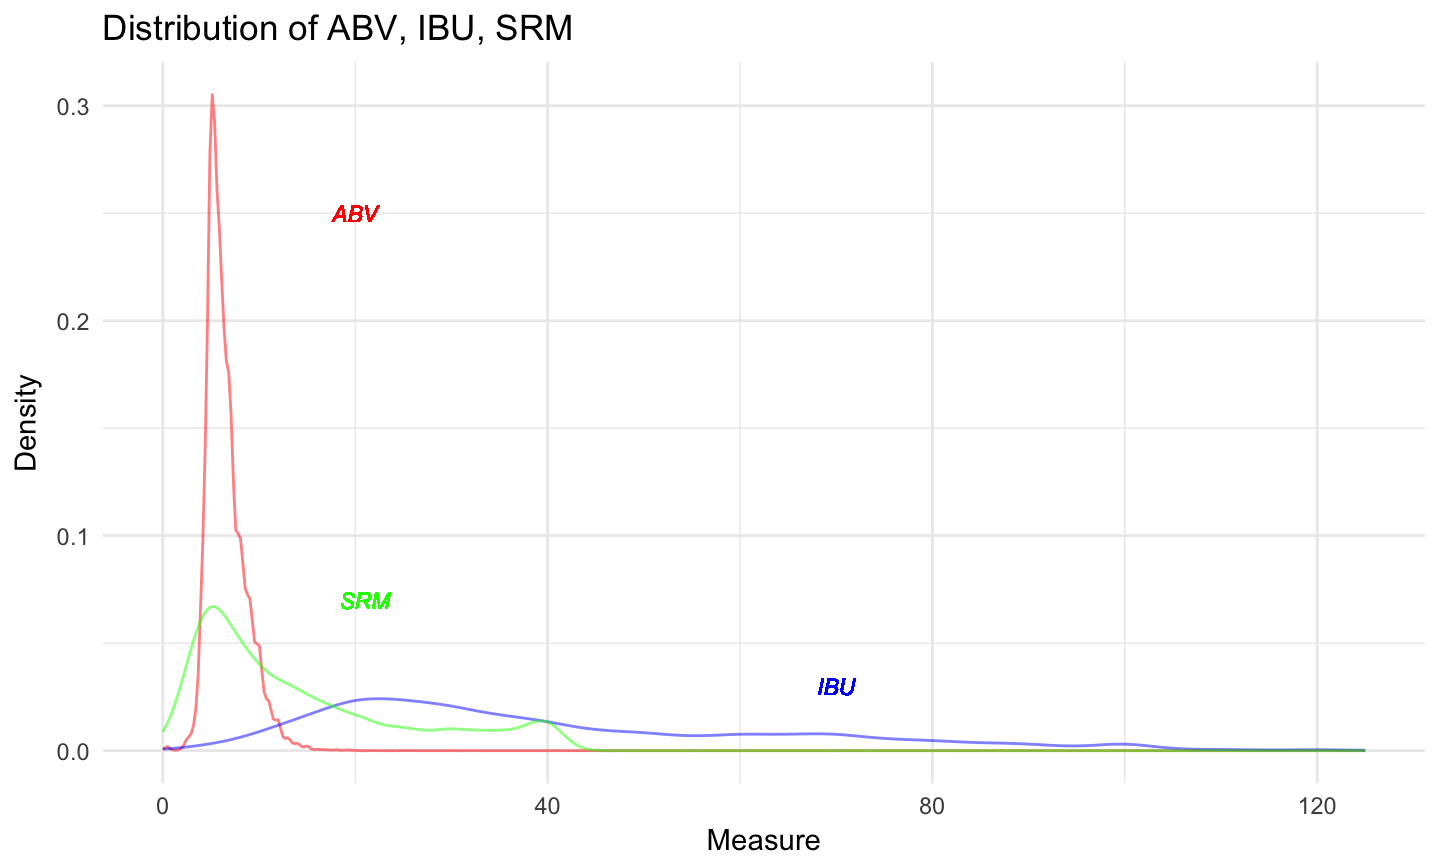 Distribution of ABV, IBU, SRM
0.3
ABV
0.2
Density
0.1
SRM
IBU
0.0
0 40 80 120
Measure